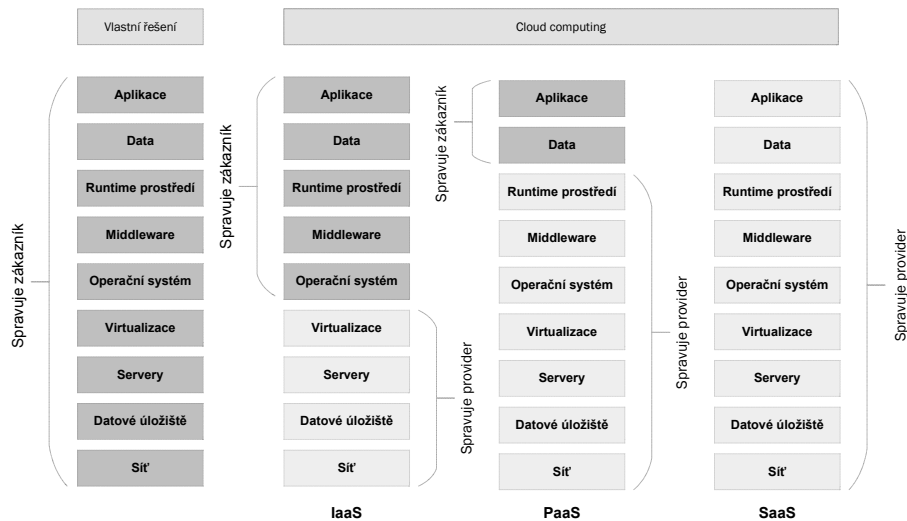 Vlastní řešení
Cloud computing
Spravuje zákazník
Aplikace
Data
Runtime prostředí
Middleware
Operační systém
Virtualizace
Servery
Datové úložiště
Síť
Spravuje zákazník
Aplikace
Data
Runtime prostředí
Middleware
Operační systém
Virtualizace
Servery
Datové úložiště
Síť
Spravuje provider
IaaS
Spravuje zákazník
Aplikace
Data
Runtime prostředí
Middleware
Operační systém
Virtualizace
Servery
Datové úložiště
Síť
Spravuje provider
PaaS
Aplikace
Data
Runtime prostředí
Middleware
Operační systém
Virtualizace
Servery
Datové úložiště
Síť
Spravuje provider
SaaS